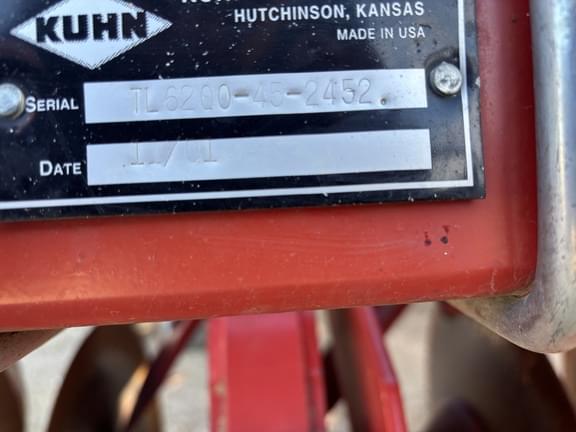 KUHN
HUTCHINSON, KANSAS
MADE IN USA
SERIAL TL6200-45-2452
DATE 11/01